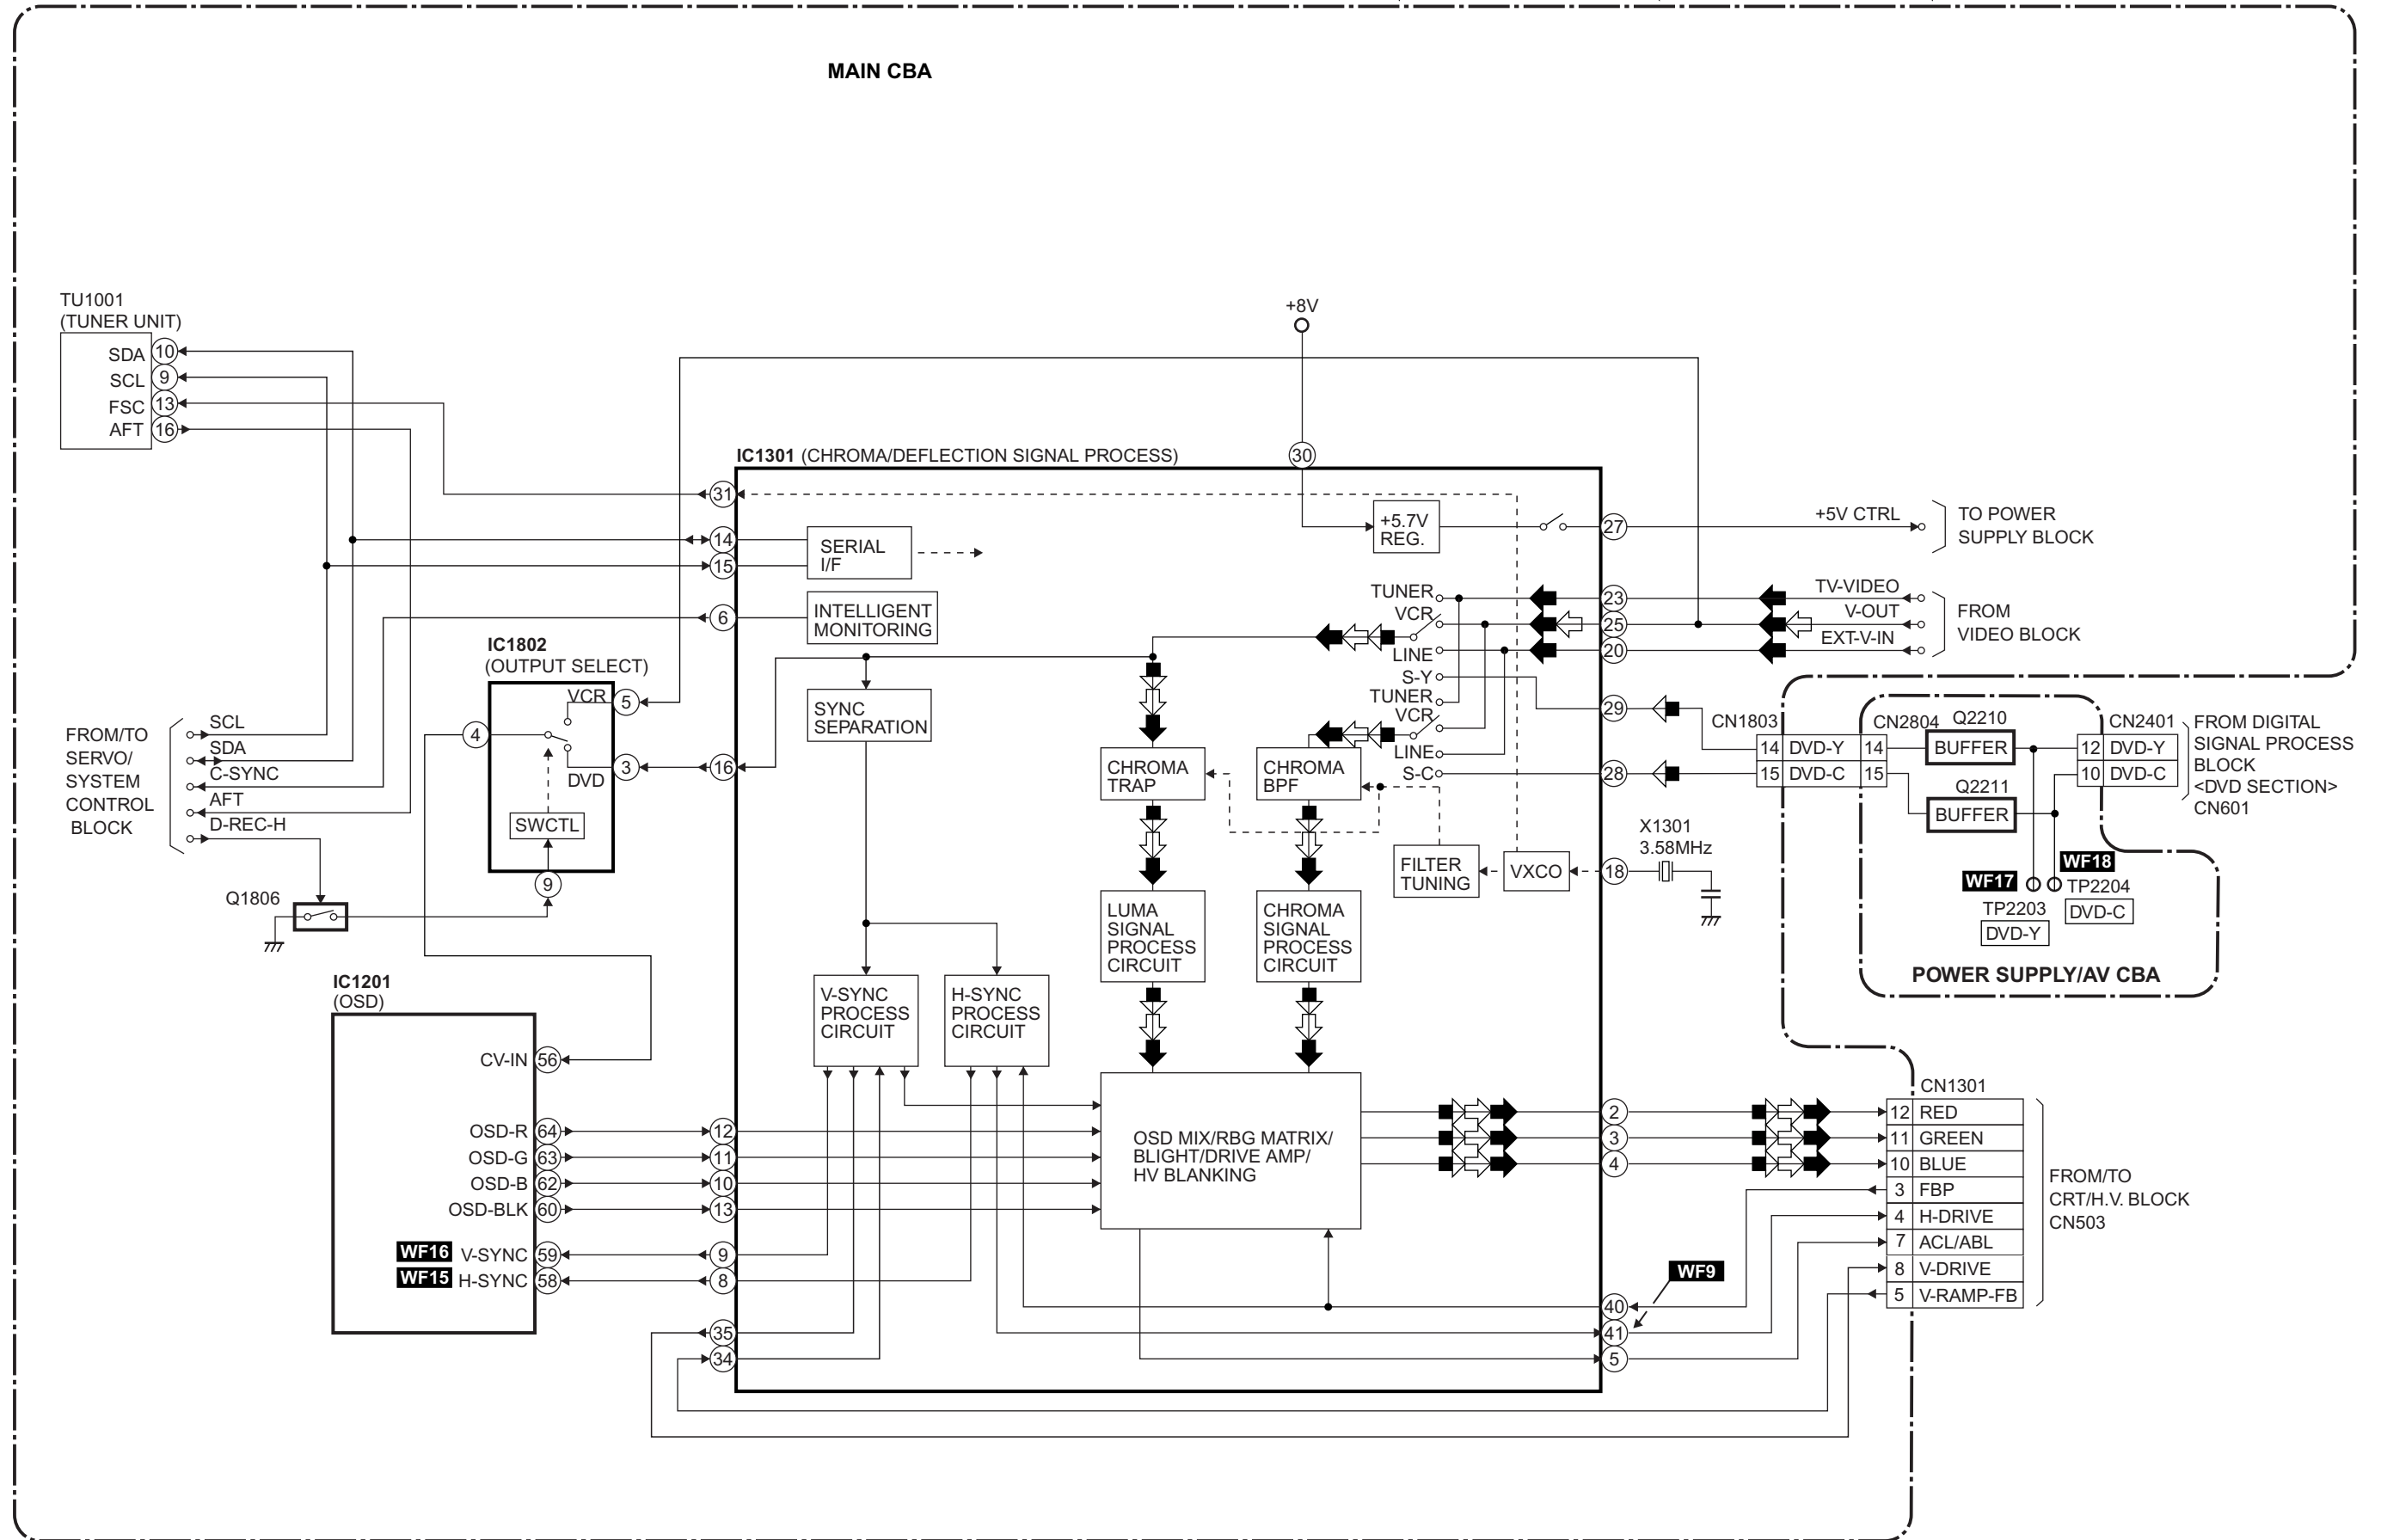 MAIN CBA
TU1001
(TUNER UNIT)
SDA 10
SCL 9
FSC 13
AFT 16
+8V
IC1301 (CHROMA/DEFLECTION SIGNAL PROCESS)
30
31
14
15
SERIAL
I/F
6
INTELLIGENT
MONITORING
+5.7V
REG.
27
+5V CTRL
TO POWER
SUPPLY BLOCK
TUNER
VCR
LINE
S-Y
TUNER
VCR
LINE
S-C
23
25
20
29
28
TV-VIDEO
V-OUT
EXT-V-IN
FROM
VIDEO BLOCK
IC1802
(OUTPUT SELECT)
VCR 5
4
DVD 3
16
SWCTL
9
SYNC
SEPARATION
FROM/TO
SERVO/
SYSTEM
CONTROL
BLOCK
SCL
SDA
C-SYNC
AFT
D-REC-H
Q1806
CHROMA
TRAP
CHROMA
BPF
FILTER
TUNING
VXCO
18
X1301
3.58MHz
LUMA
SIGNAL
PROCESS
CIRCUIT
CHROMA
SIGNAL
PROCESS
CIRCUIT
CN1803
14 DVD-Y 14
15 DVD-C 15
CN2804
Q2210
BUFFER
Q2211
BUFFER
CN2401
12 DVD-Y
10 DVD-C
FROM DIGITAL
SIGNAL PROCESS
BLOCK
<DVD SECTION>
CN601
WF18
WF17
TP2204
DVD-C
TP2203
DVD-Y
POWER SUPPLY/AV CBA
IC1201
(OSD)
CV-IN 56
OSD-R 64
OSD-G 63
OSD-B 62
OSD-BLK 60
WF16 V-SYNC 59
WF15 H-SYNC 58
V-SYNC
PROCESS
CIRCUIT
H-SYNC
PROCESS
CIRCUIT
12
11
10
13
9
8
35
34
OSD MIX/RBG MATRIX/
BLIGHT/DRIVE AMP/
HV BLANKING
2
3
4
40
41
5
WF9
CN1301
12 RED
11 GREEN
10 BLUE
3 FBP
4 H-DRIVE
7 ACL/ABL
8 V-DRIVE
5 V-RAMP-FB
FROM/TO
CRT/H.V. BLOCK
CN503